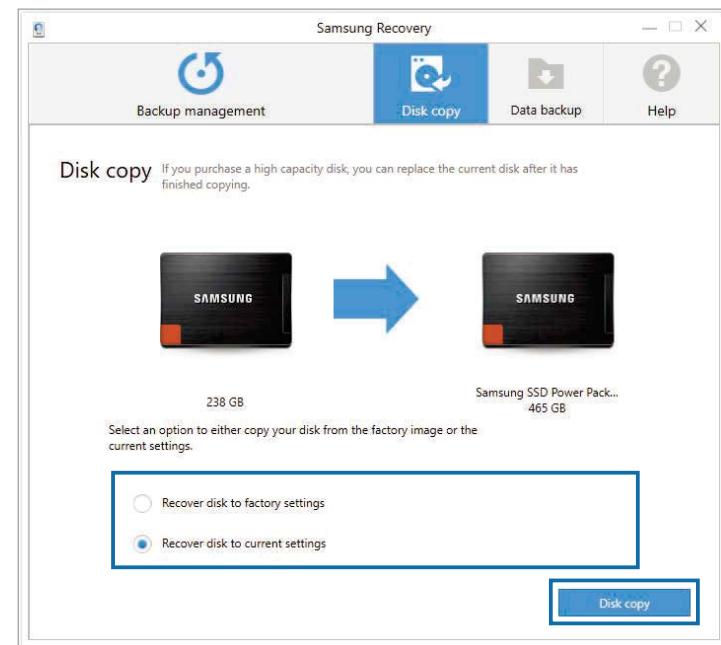 Samsung Recovery
Backup management
Disk copy
Data backup
Help
Disk copy
If you purchase a high capacity disk, you can replace the current disk after it has
finished copying.
SAMSUNG
SAMSUNG
238 GB
Samsung SSD Power Pack...
465 GB
Select an option to either copy your disk from the factory image or the
current settings.
Recover disk to factory settings
Recover disk to current settings
Disk copy